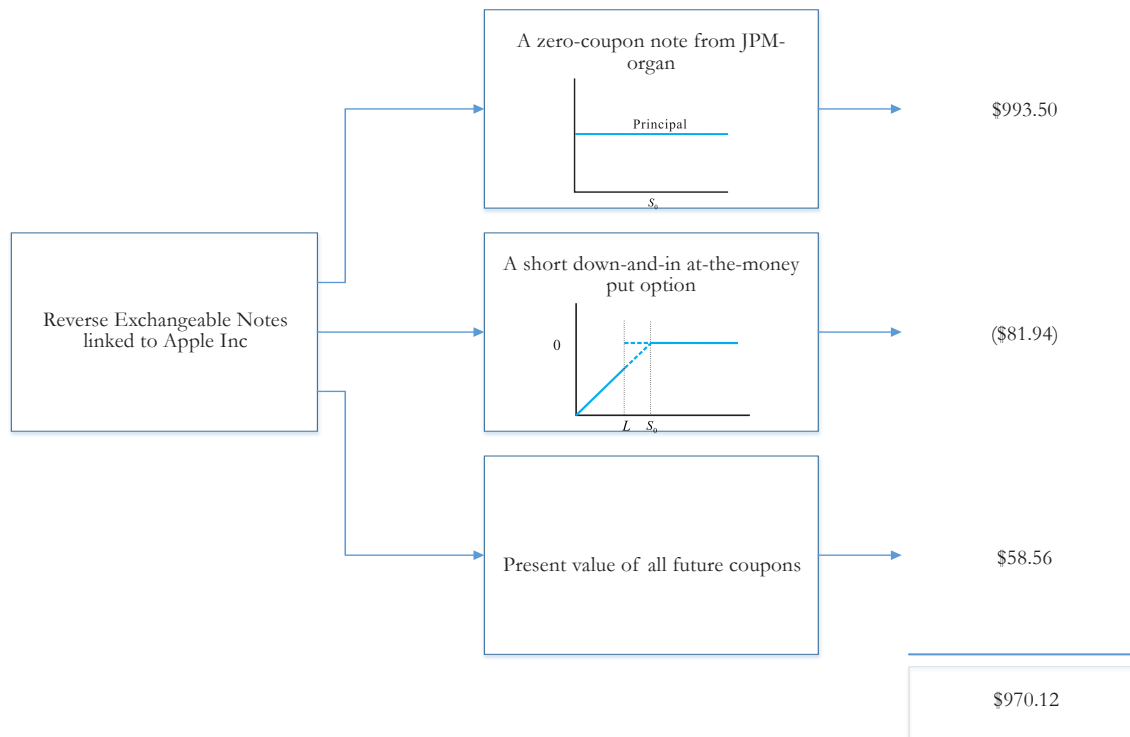 A zero-coupon note from JPM-
organ
Principal
S₀
$993.50
Reverse Exchangeable Notes
linked to Apple Inc
A short down-and-in at-the-money
put option
0
L S₀
($81.94)
Present value of all future coupons
$58.56
$970.12